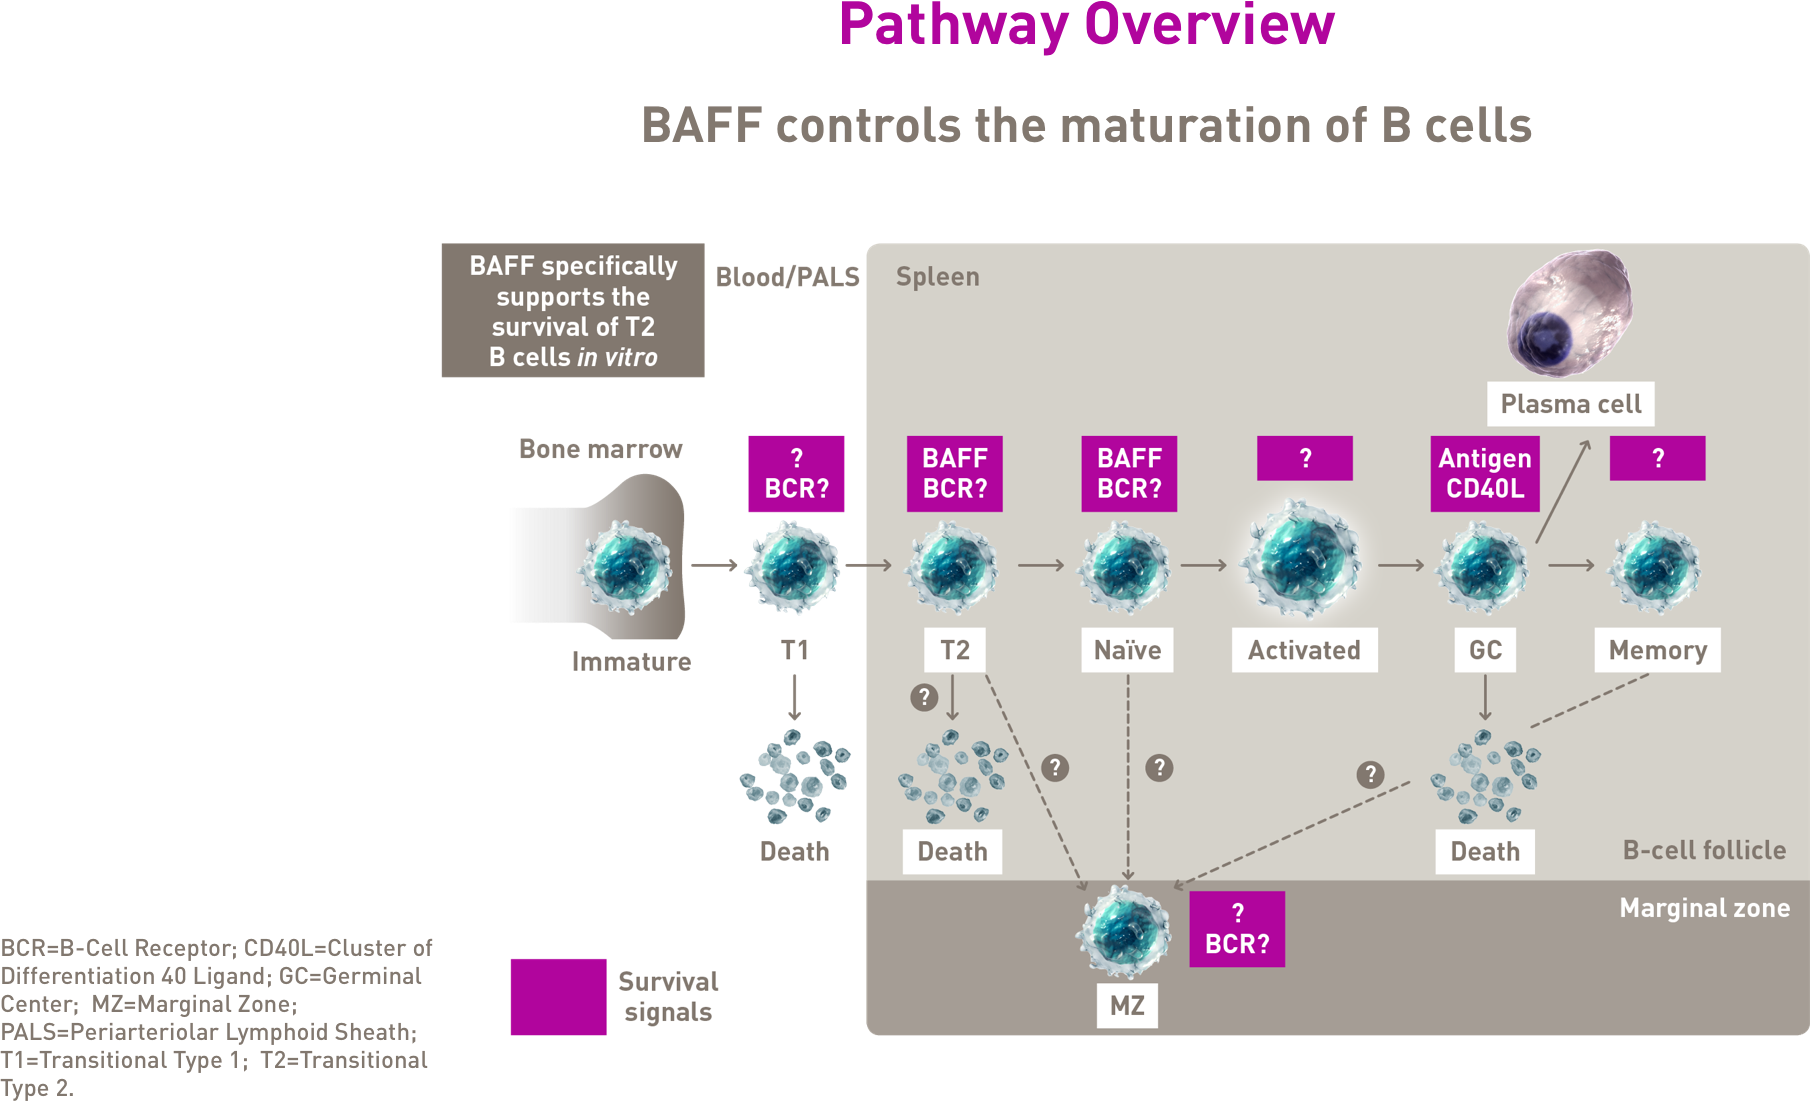 Pathway Overview
BAFF controls the maturation of B cells
BAFF specifically
supports the
survival of T2
B cells in vitro
Blood/PALS
Spleen
Plasma cell
Bone marrow
?
BCR?
BAFF
BCR?
BAFF
BCR?
?
Antigen
CD40L
?
Immature
T1
T2
Naïve
Activated
GC
Memory
?
?
?
?
Death
Death
Death
B-cell follicle
Marginal zone
?
BCR?
MZ
Survival
signals
BCR=B-Cell Receptor; CD40L=Cluster of
Differentiation 40 Ligand; GC=Germinal
Center; MZ=Marginal Zone;
PALS=Periarteriolar Lymphoid Sheath;
T1=Transitional Type 1; T2=Transitional
Type 2.